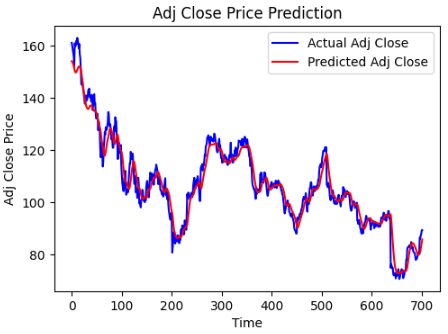 Adj Close Price Prediction
Actual Adj Close
Predicted Adj Close
Adj Close Price
160
140
120
100
80
0 100 200 300 400 500 600 700
Time